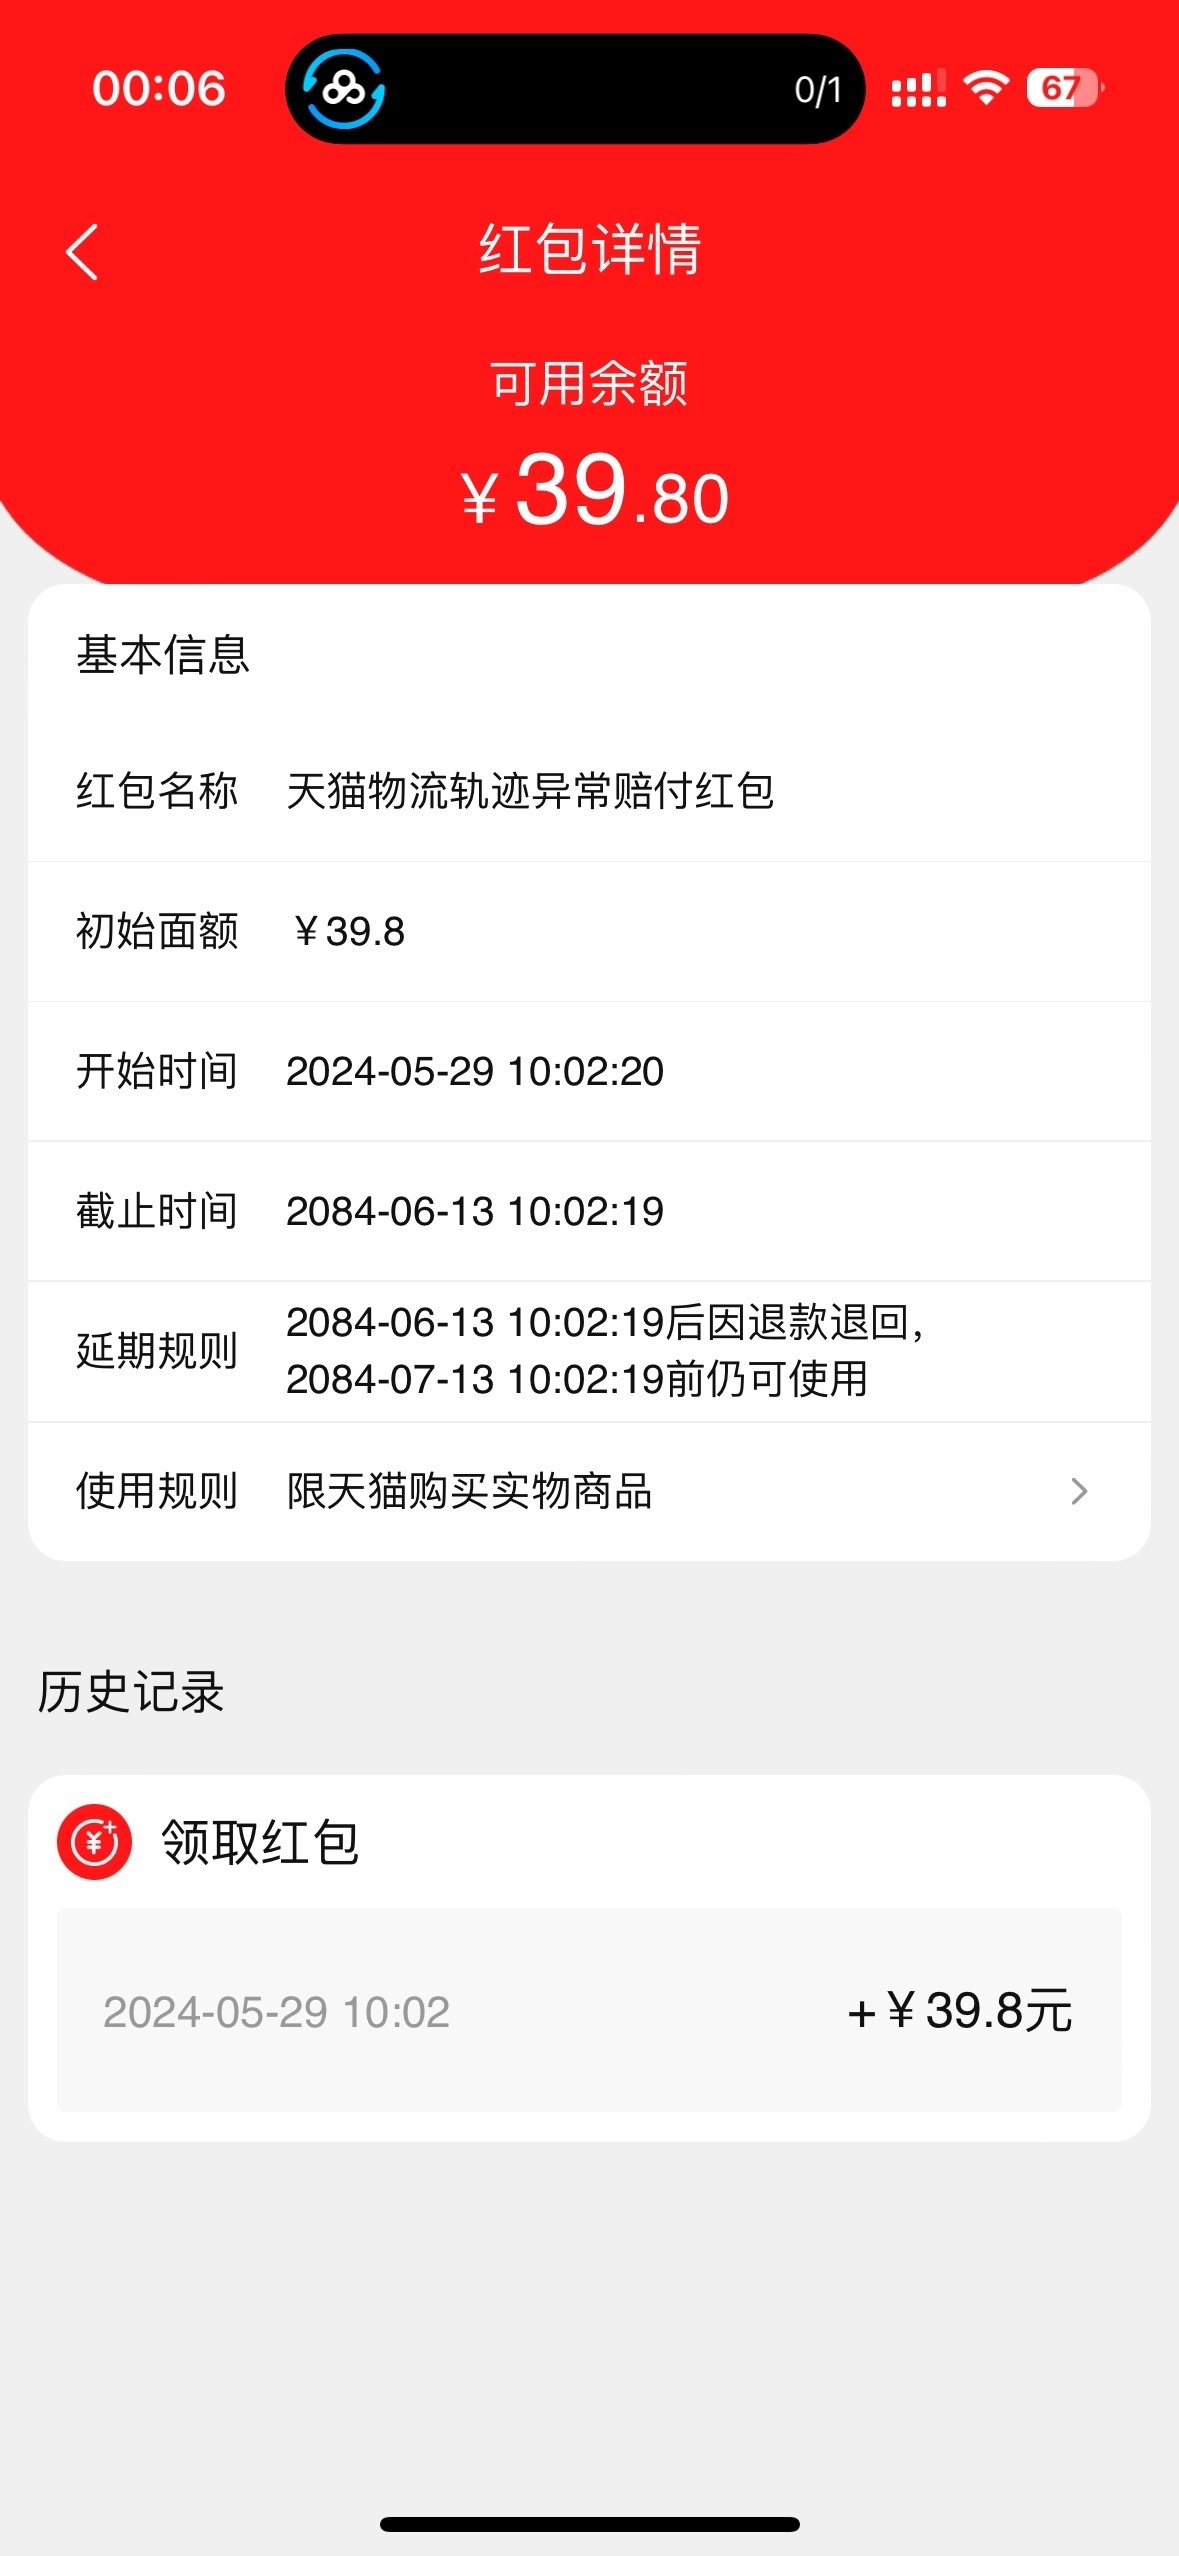 00:06
0/1
67
红包详情
可用余额
¥39.80
基本信息
红包名称 天猫物流轨迹异常赔付红包
初始面额 ¥39.8
开始时间 2024-05-29 10:02:20
截止时间 2084-06-13 10:02:19
延期规则 2084-06-13 10:02:19后因退款退回，
2084-07-13 10:02:19前仍可使用
使用规则 限天猫购买实物商品
历史记录
领取红包
2024-05-29 10:02 +¥39.8元